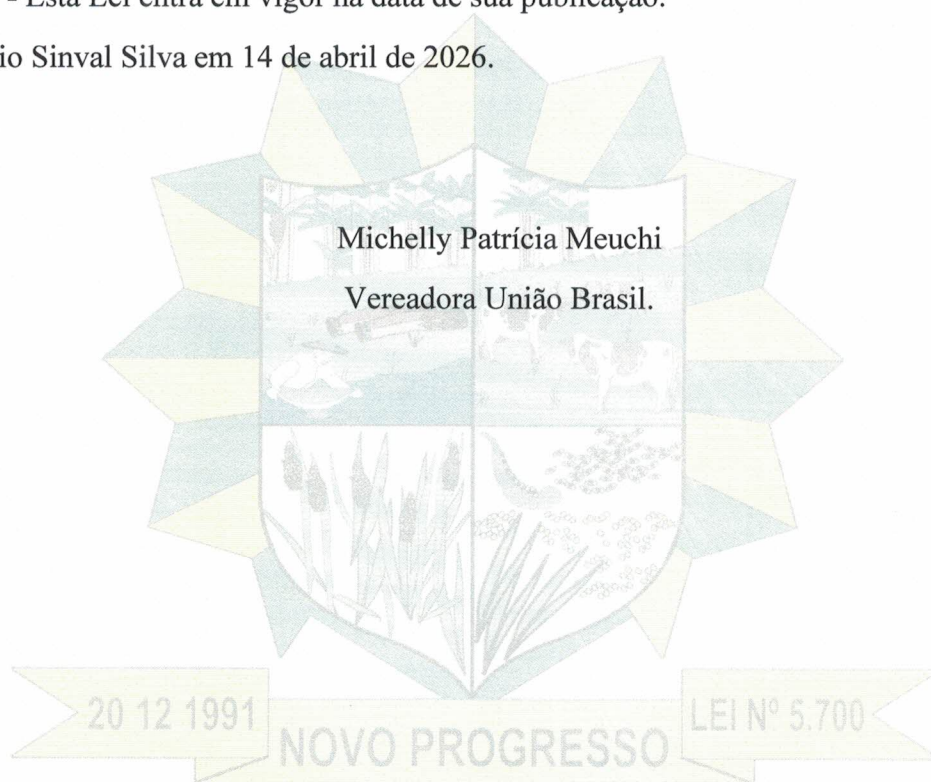 - Esta Lei entra em vigor na data de sua publicação.
io Sinval Silva em 14 de abril de 2026.
Michelly Patrícia Meuchi
Vereadora União Brasil.
20 12 1991
LEI Nº 5.700
NOVO PROGRESSO